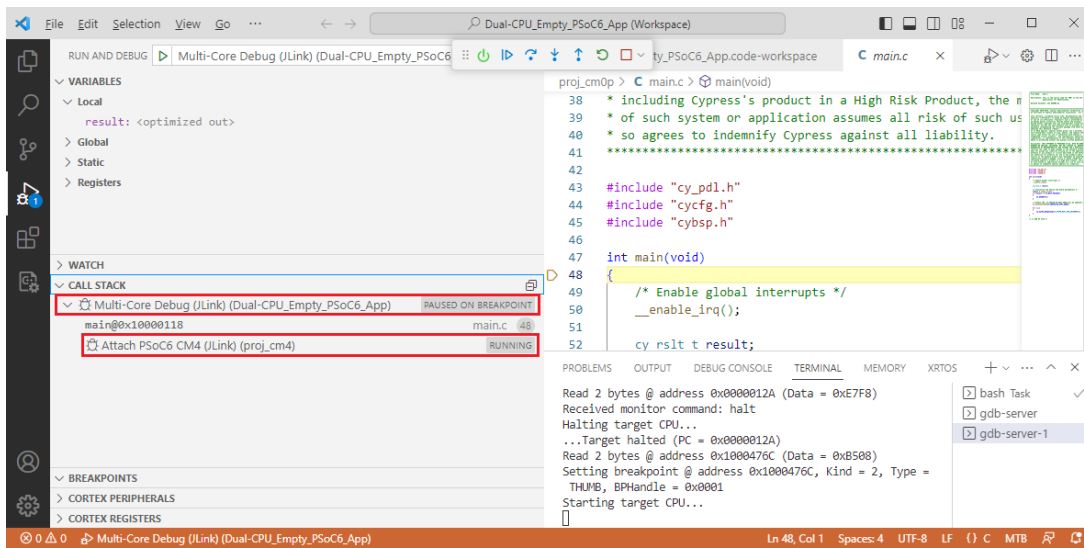 File Edit Selection View Go ··· Dual-CPU_Empty_PSoC6_App (Workspace)
RUN AND DEBUG Multi-Core Debug (JLink) (Dual-CPU_Empty_PSoC6 ty_PSoC6_App.code-workspace C main.c
VARIABLES
Local
result: <optimized out>
Global
Static
Registers
WATCH
CALL STACK
Multi-Core Debug (JLink) (Dual-CPU_Empty_PSoC6_App) PAUSED ON BREAKPOINT
main@0x10000118 main.c 48
Attach PSoC6 CM4 (JLink) (proj_cm4) RUNNING
BREAKPOINTS
CORTEX PERIPHERALS
CORTEX REGISTERS
1
proj_cm0p > C main.c > main(void)
38 * including Cypress's product in a High Risk Product, the m
39 * of such system or application assumes all risk of such us
40 * so agrees to indemnify Cypress against all liability.
41 ***********************************************************
42
43 #include "cy_pdl.h"
44 #include "cycfg.h"
45 #include "cybsp.h"
46
47 int main(void)
48 {
49 /* Enable global interrupts */
50 __enable_irq();
51
52 cy_rslt_t result;
PROBLEMS OUTPUT DEBUG CONSOLE TERMINAL MEMORY XRTOS
Read 2 bytes @ address 0x0000012A (Data = 0xE7F8)
Received monitor command: halt
Halting target CPU...
...Target halted (PC = 0x0000012A)
Read 2 bytes @ address 0x1000476C (Data = 0xB508)
Setting breakpoint @ address 0x1000476C, Kind = 2, Type =
THUMB, BPHandle = 0x0001
Starting target CPU...
bash Task
gdb-server
gdb-server-1
0 0 Multi-Core Debug (JLink) (Dual-CPU_Empty_PSoC6_App) Ln 48, Col 1 Spaces: 4 UTF-8 LF {} C MTB